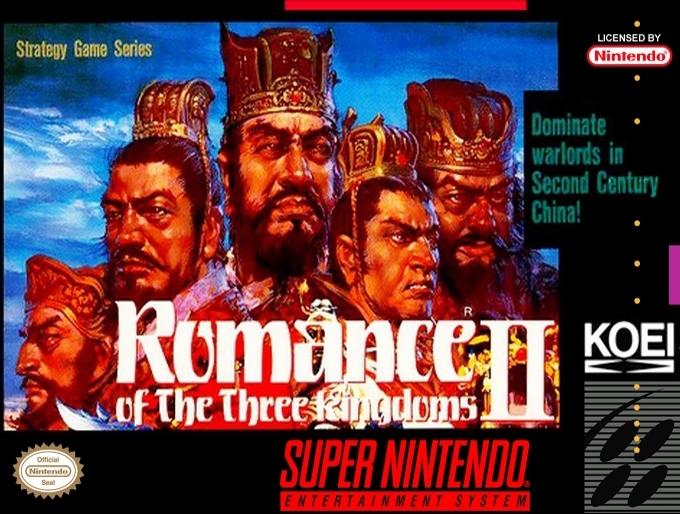 Strategy Game Series
LICENSED BY
Nintendo®
Dominate
warlords in
Second Century
China!
Romance II
R
of The Three Kingdoms
KOEI
Official
Nintendo
Seal
SUPER NINTENDO®
ENTERTAINMENT SYSTEM